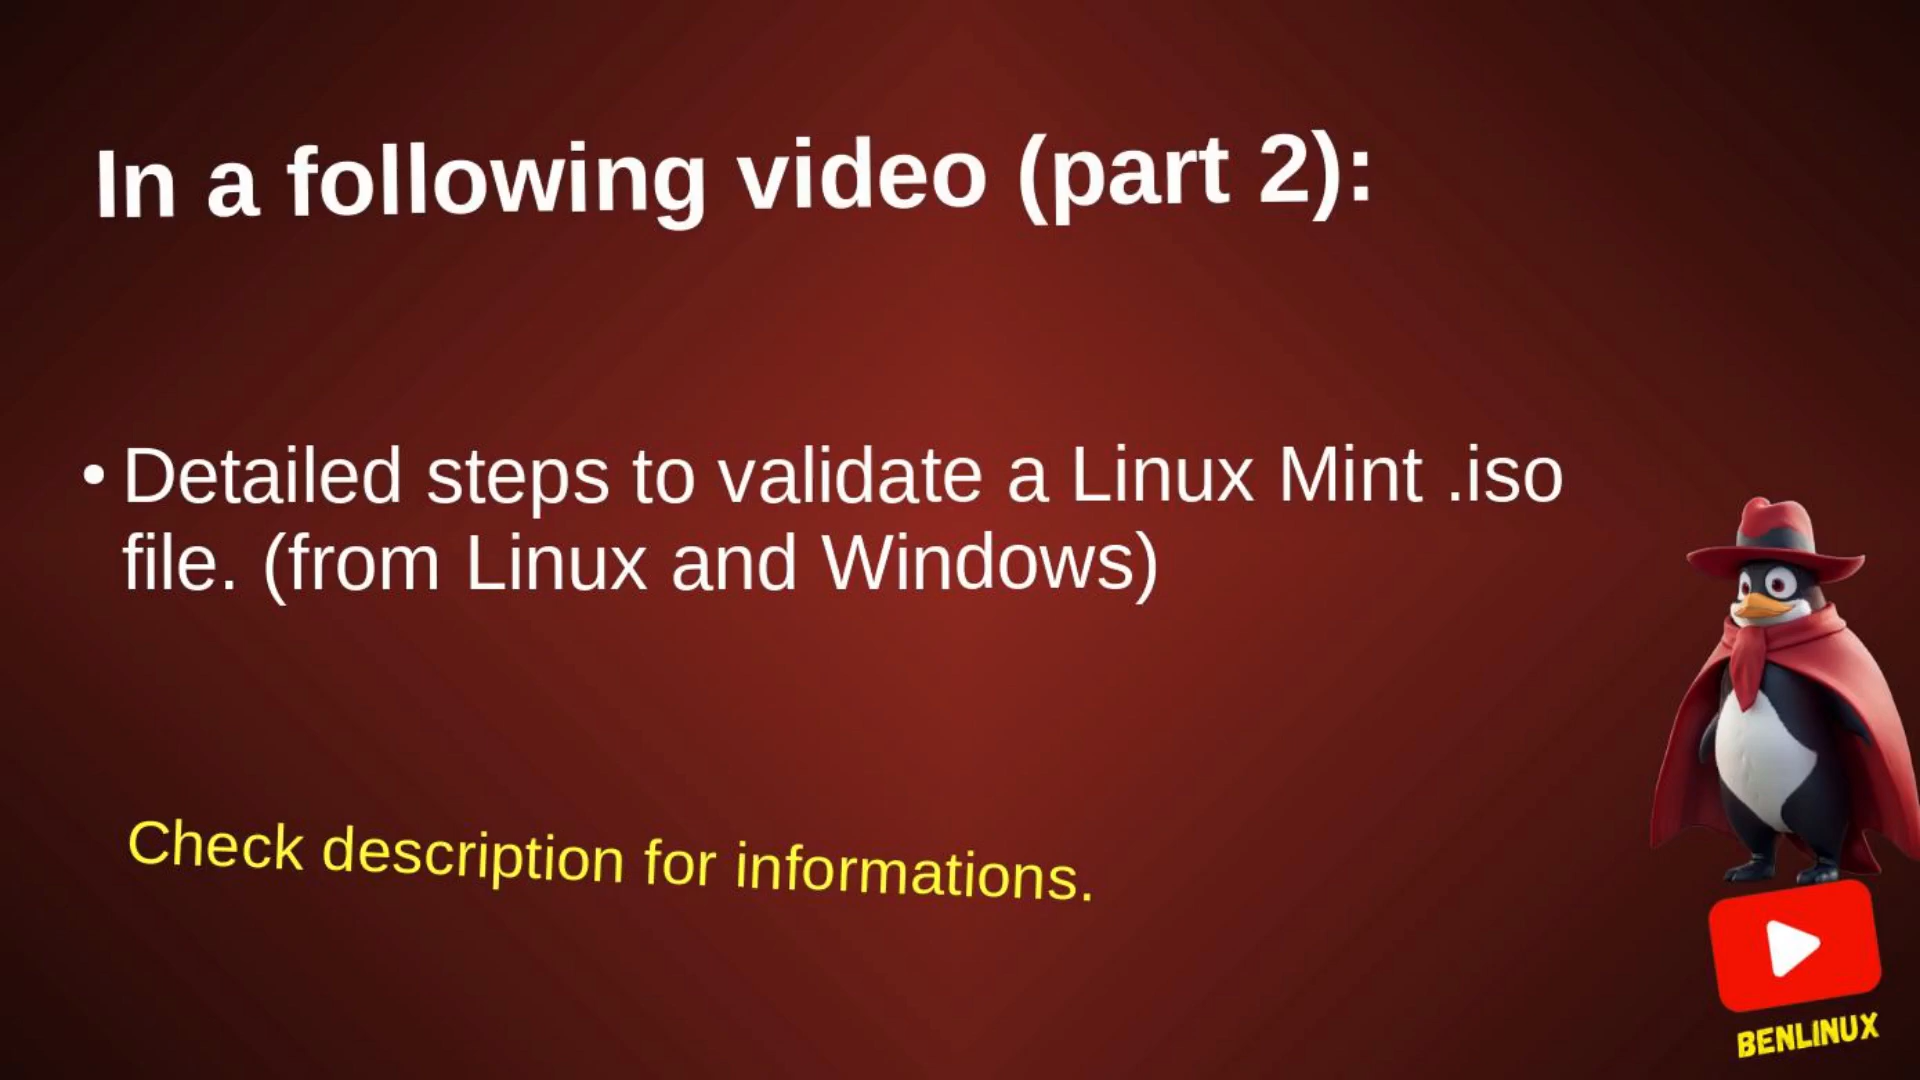 In a following video (part 2):
• Detailed steps to validate a Linux Mint .iso
file. (from Linux and Windows)
Check description for informations.
BENLINUX